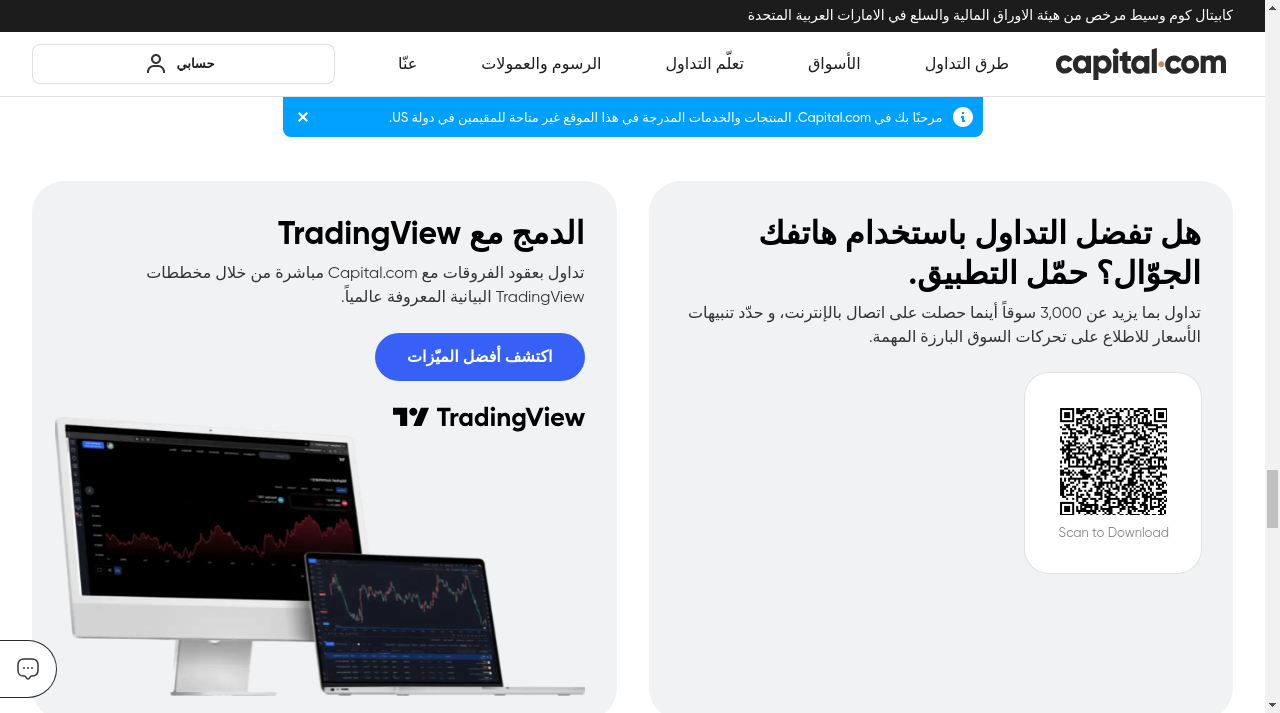 كابيتال كوم وسيط مرخص من هيئة الاوراق المالية والسلع في الامارات العربية المتحدة
capital.com
طرق التداول
الأسواق
تعلّم التداول
الرسوم والعمولات
عنّا
حسابي
مرحبًا بك في Capital.com. المنتجات والخدمات المدرجة في هذا الموقع غير متاحة للمقيمين في دولة US.
هل تفضل التداول باستخدام هاتفك
الجوّال؟ حمّل التطبيق.
تداول بما يزيد عن 3,000 سوقاً أينما حصلت على اتصال بالإنترنت، و حدّد تنبيهات
الأسعار للاطلاع على تحركات السوق البارزة المهمة.
Scan to Download
الدمج مع TradingView
تداول بعقود الفروقات مع Capital.com مباشرة من خلال مخططات
TradingView البيانية المعروفة عالمياً.
اكتشف أفضل الميّزات
TradingView